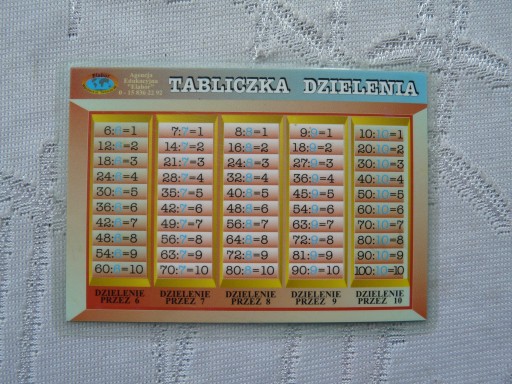 Agencja
Edukacyjna
"Elpher"
TABLICZKA DZIELENIA
6:6=1 7:7=1 8:8=1 9:9=1 10:10=1
12:6=2 14:7=2 16:8=2 18:9=2 20:10=2
18:6=3 21:7=3 24:8=3 27:9=3 30:10=3
24:6=4 28:7=4 32:8=4 36:9=4 40:10=4
30:6=5 35:7=5 40:8=5 45:9=5 50:10=5
36:6=6 42:7=6 48:8=6 54:9=6 60:10=6
42:6=7 49:7=7 56:8=7 63:9=7 70:10=7
48:6=8 56:7=8 64:8=8 72:9=8 80:10=8
54:6=9 63:7=9 72:8=9 81:9=9 90:10=9
60:6=10 70:7=10 80:8=10 90:9=10 100:10=10
DZIELENIE DZIELENIE DZIELENIE DZIELENIE DZIELENIE
PRZEZ 6 PRZEZ 7 PRZEZ 8 PRZEZ 9 PRZEZ 10